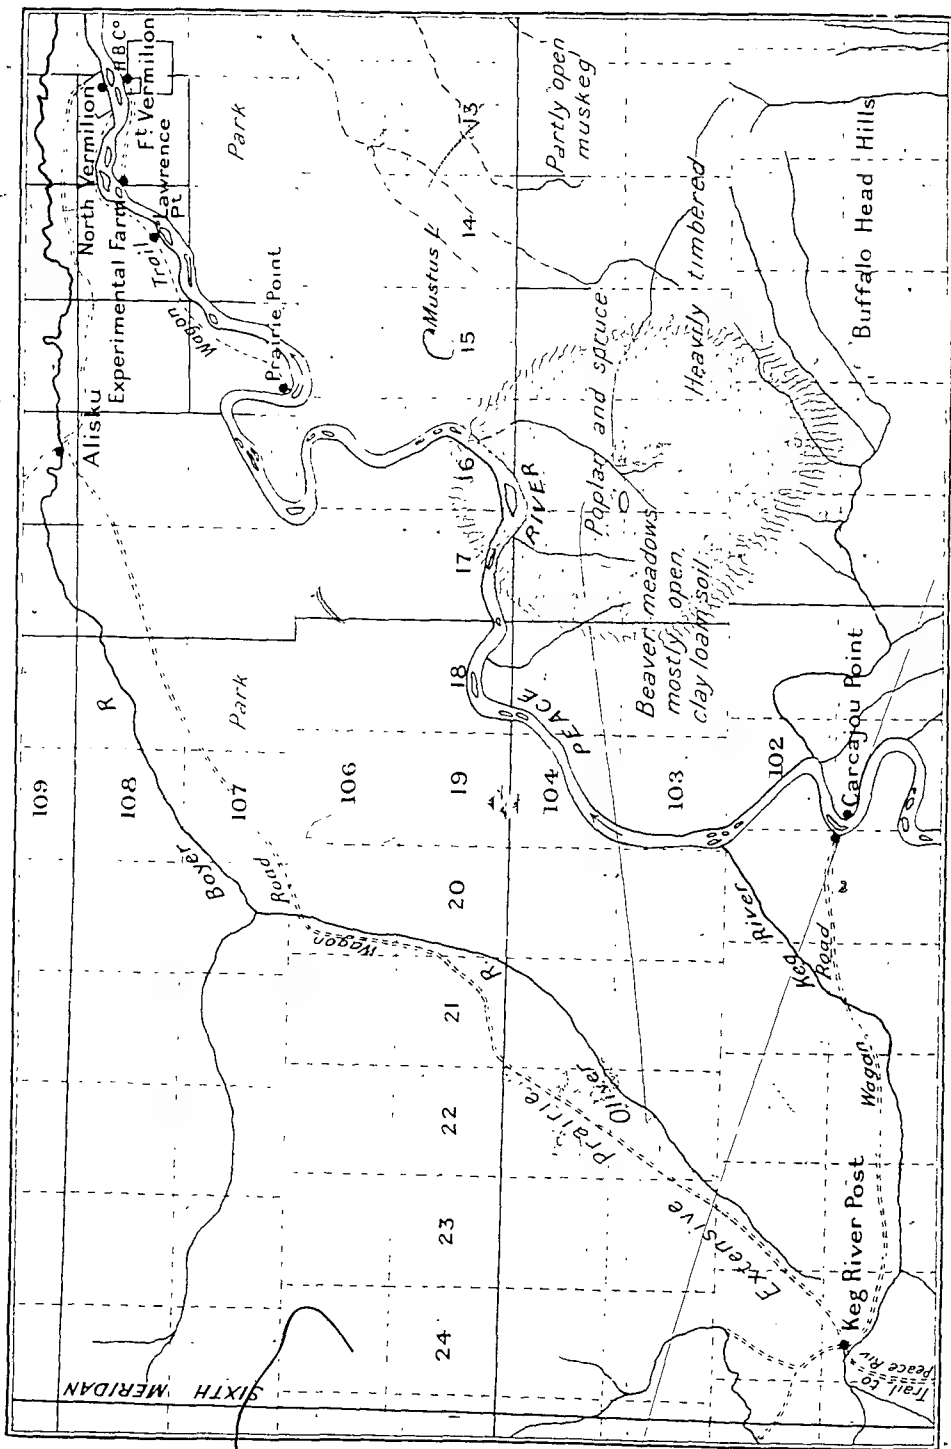 North Vermilion
H.B.Co
Ft Vermilion
Experimental Farm
Lawrence
Pt
Wagon Trail
Prairie Point
Park
Alisku
Mustus L
13
14
15
16
17
18
19
20
21
22
23
24
Partly open
muskeg
Heavily timbered
Poplar and spruce
Buffalo Head Hills
Beaver meadows
mostly open
clay loam soil
PEACE RIVER
Park
109
108
107
106
104
103
102
Boyer R
Wagon Road
Carcajou Point
Keg River
Wagon Road
Prairie
Oliver
R.
Extensive
Keg River Post
Trail to
Peace Riv
SIXTH MERIDAN